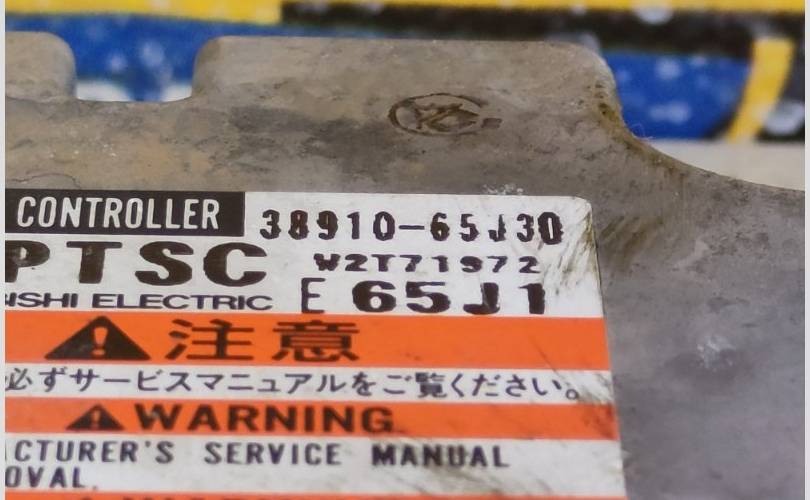 CONTROLLER 38910-65J30
PTSC W2T71972
ISHI ELECTRIC E 65J1
注意
必ずサービスマニュアルをご覧ください。
WARNING
ACTURER'S SERVICE MANUAL
OVAL.